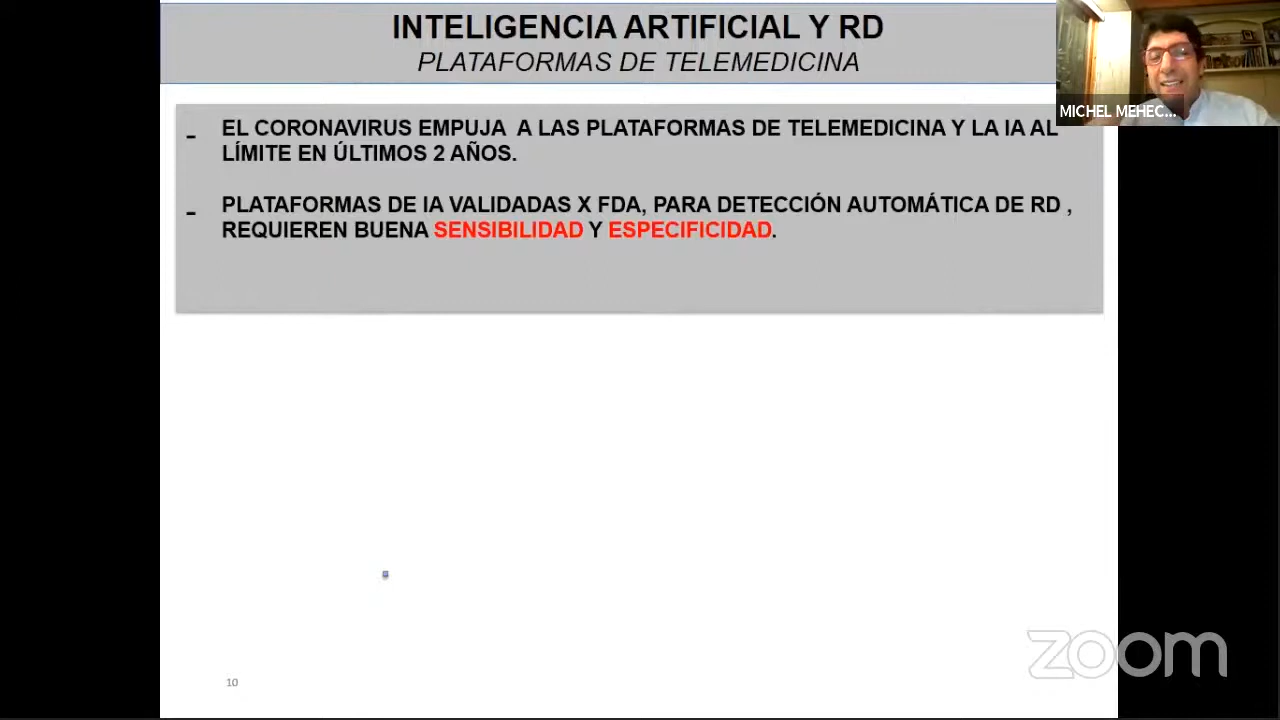 INTELIGENCIA ARTIFICIAL Y RD
PLATAFORMAS DE TELEMEDICINA
MICHEL MEHEC...
- EL CORONAVIRUS EMPUJA A LAS PLATAFORMAS DE TELEMEDICINA Y LA IA AL
LÍMITE EN ÚLTIMOS 2 AÑOS.
- PLATAFORMAS DE IA VALIDADAS X FDA, PARA DETECCIÓN AUTOMÁTICA DE RD ,
REQUIEREN BUENA SENSIBILIDAD Y ESPECIFICIDAD.
zoom
10